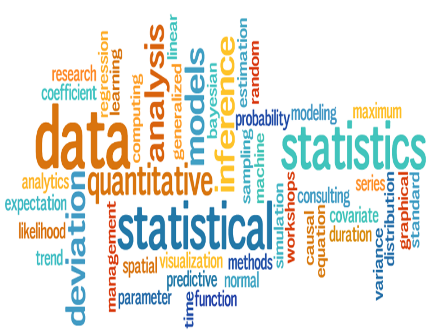 research
coefficient
regression
learning
computing
analysis
linear
generalized
models
bayesian
inference
estimation
random
probability
modeling
maximum
data
statistics
analytics
quantitative
sampling
machine
expectation
likelihood
trend
deviation
management
statistical
simulation
workshops
consulting
series
causal
equation
covariate
duration
variance
distribution
graphical
standard
spatial
visualization
methods
predictive
normal
parameter
time
function